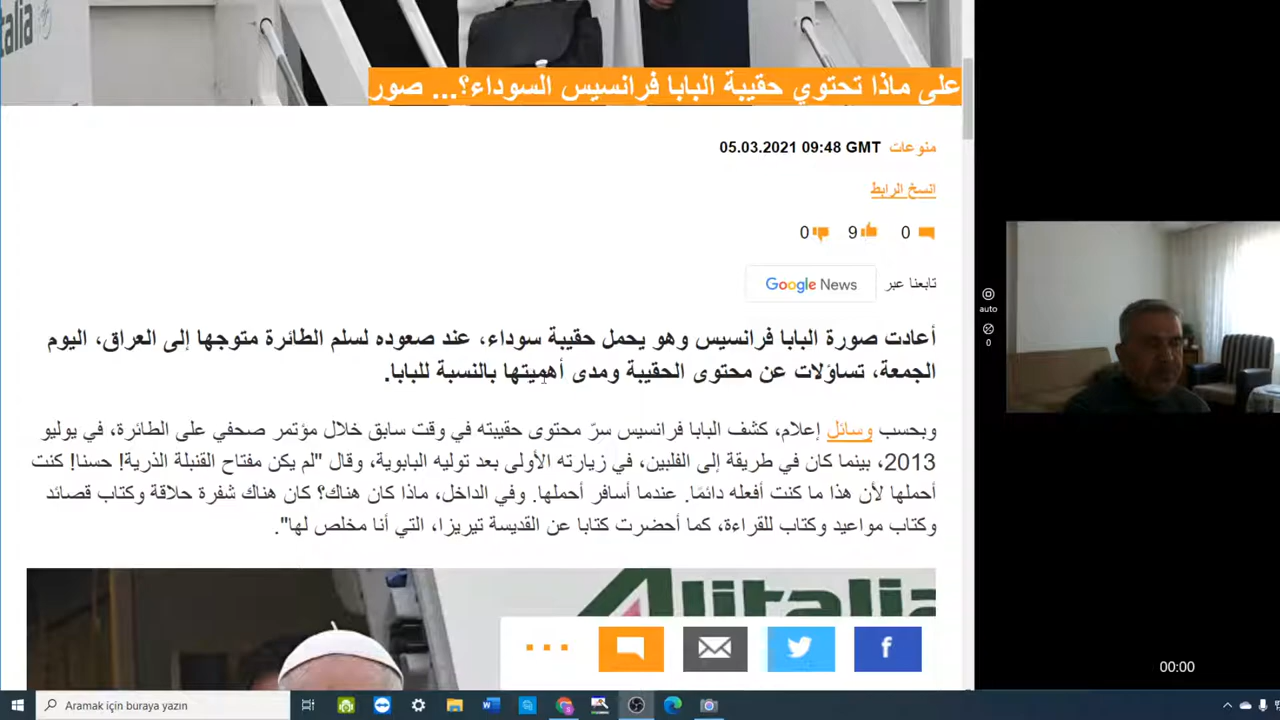 Alitalia
على ماذا تحتوي حقيبة البابا فرانسيس السوداء؟... صور
منوعات 05.03.2021 09:48 GMT
انسخ الرابط
0 9 0
تابعنا عبر Google News
أعادت صورة البابا فرانسيس وهو يحمل حقيبة سوداء، عند صعوده لسلم الطائرة متوجها إلى العراق، اليوم
الجمعة، تساؤلات عن محتوى الحقيبة ومدى أهميتها بالنسبة للبابا.
وبحسب وسائل إعلام، كشف البابا فرانسيس سرّ محتوى حقيبته في وقت سابق خلال مؤتمر صحفي على الطائرة، في يوليو
2013، بينما كان في طريقة إلى الفلبين، في زيارته الأولى بعد توليه البابوية، وقال "لم يكن مفتاح القنبلة الذرية! حسنا! كنت
أحملها لأن هذا ما كنت أفعله دائمًا. عندما أسافر أحملها. وفي الداخل، ماذا كان هناك؟ كان هناك شفرة حلاقة وكتاب قصائد
وكتاب مواعيد وكتاب للقراءة، كما أحضرت كتابا عن القديسة تيريزا، التي أنا مخلص لها".
Alitalia
auto
0
00:00
Aramak için buraya yazın